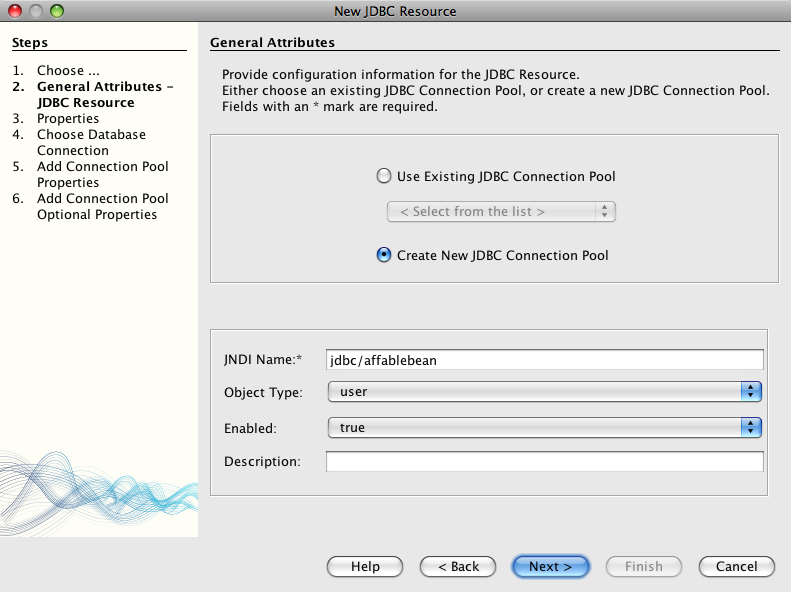 New JDBC Resource
Steps
1. Choose ...
2. General Attributes –
JDBC Resource
3. Properties
4. Choose Database
Connection
5. Add Connection Pool
Properties
6. Add Connection Pool
Optional Properties
General Attributes
Provide configuration information for the JDBC Resource.
Either choose an existing JDBC Connection Pool, or create a new JDBC Connection Pool.
Fields with an * mark are required.
Use Existing JDBC Connection Pool
< Select from the list >
Create New JDBC Connection Pool
JNDI Name:* jdbc/affablebean
Object Type: user
Enabled: true
Description:
Help < Back Next > Finish Cancel